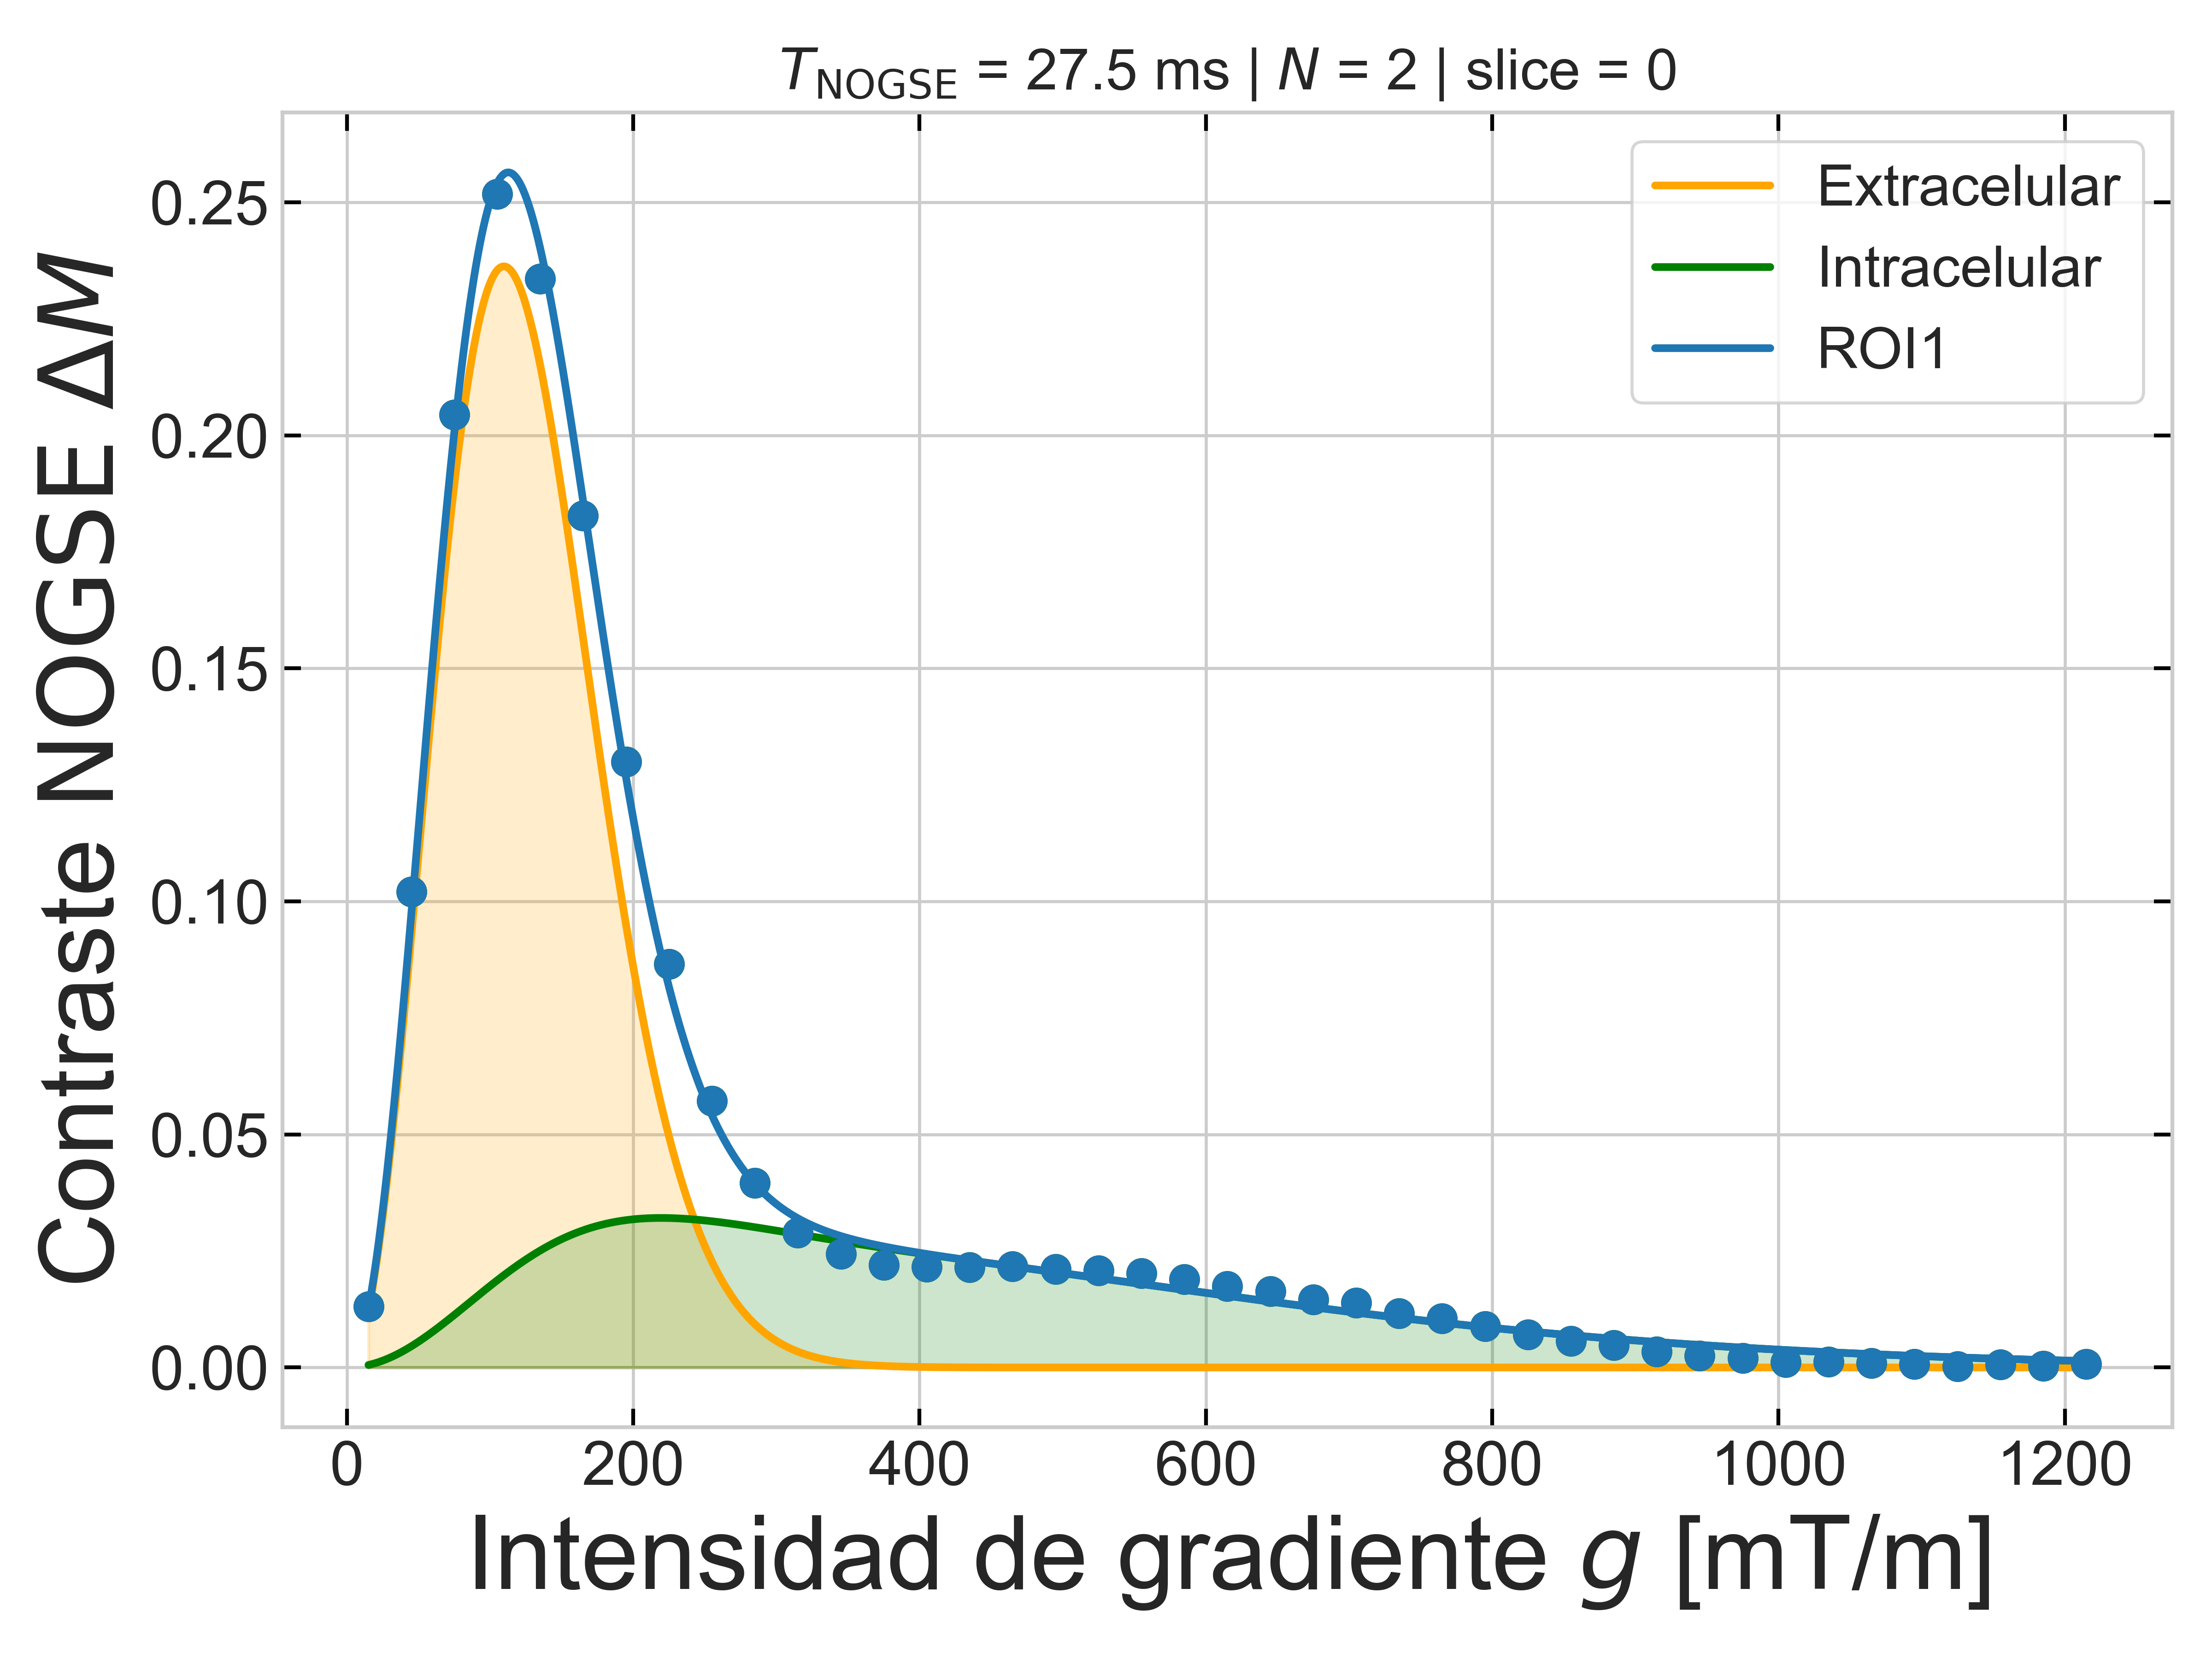 T_NOGSE = 27.5 ms | N = 2 | slice = 0
Extracelular
Intracelular
ROI1
Contraste NOGSE ΔM
0.25
0.20
0.15
0.10
0.05
0.00
0 200 400 600 800 1000 1200
Intensidad de gradiente g [mT/m]